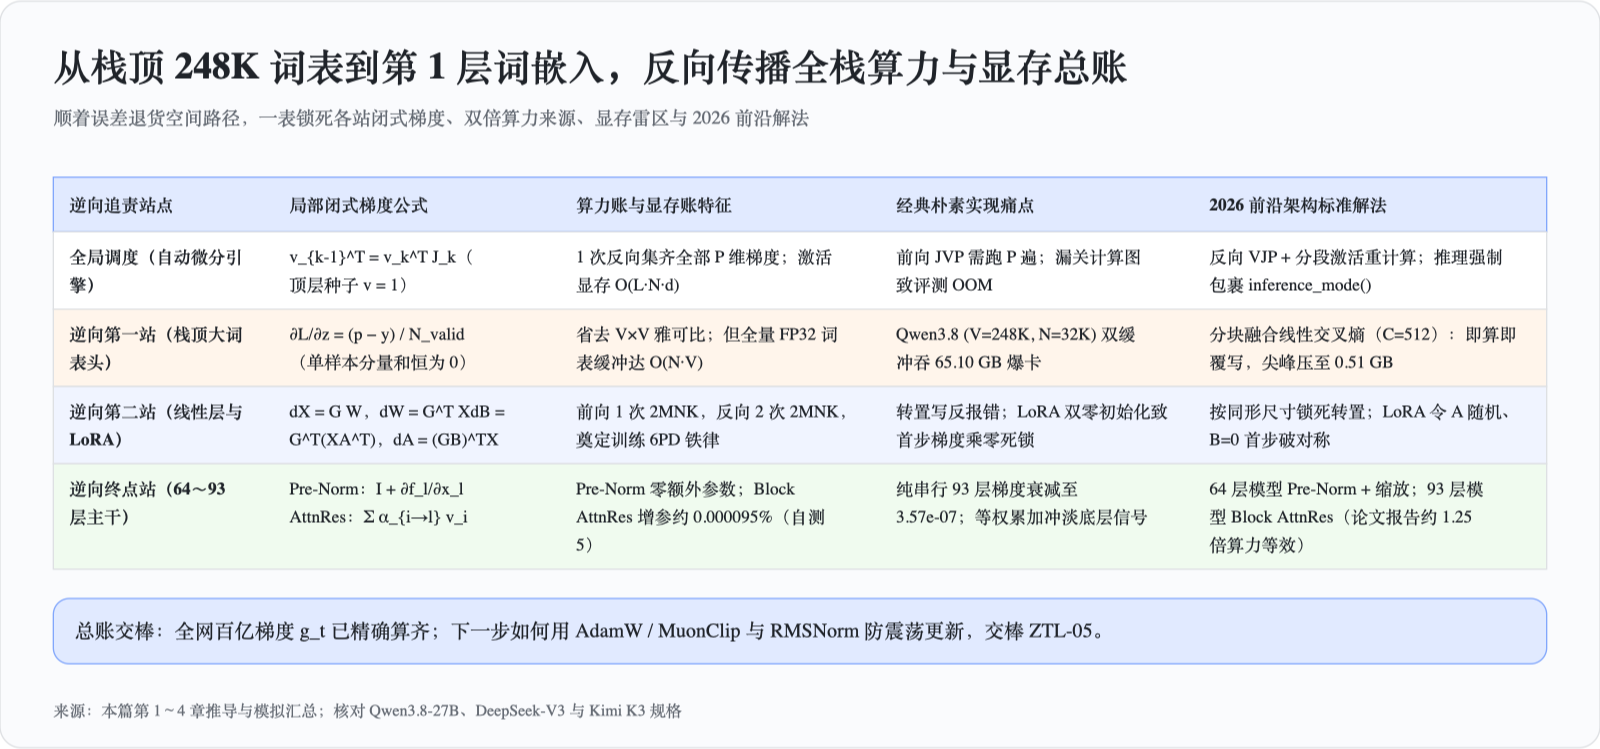 从栈顶 248K 词表到第 1 层词嵌入，反向传播全栈算力与显存总账
顺着误差退货空间路径，一表锁死各站闭式梯度、双倍算力来源、显存雷区与 2026 前沿解法
逆向追责站点
局部闭式梯度公式
算力账与显存账特征
经典朴素实现痛点
2026 前沿架构标准解法
全局调度（自动微分引
擎）
v_{k-1}^T = v_k^T J_k（
顶层种子 v = 1）
1 次反向集齐全部 P 维梯度；激活
显存 O(L·N·d)
前向 JVP 需跑 P 遍；漏关计算图
致评测 OOM
反向 VJP + 分段激活重计算；推理强制
包裹 inference_mode()
逆向第一站（栈顶大词
表头）
∂L/∂z = (p − y) / N_valid
（单样本分量和恒为 0）
省去 V×V 雅可比；但全量 FP32 词
表缓冲达 O(N·V)
Qwen3.8 (V=248K, N=32K) 双缓
冲吞 65.10 GB 爆卡
分块融合线性交叉熵（C=512）：即算即
覆写，尖峰压至 0.51 GB
逆向第二站（线性层与
LoRA）
dX = G W，dW = G^T XdB =
G^T(XA^T)，dA = (GB)^TX
前向 1 次 2MNK，反向 2 次 2MNK，
奠定训练 6PD 铁律
转置写反报错；LoRA 双零初始化致
首步梯度乘零死锁
按同形尺寸锁死转置；LoRA 令 A 随机、
B=0 首步破对称
逆向终点站（64～93
层主干）
Pre-Norm：I + ∂f_l/∂x_l
AttnRes：Σ α_{i→l} v_i
Pre-Norm 零额外参数；Block
AttnRes 增参约 0.000095%（自测
5）
纯串行 93 层梯度衰减至
3.57e-07；等权累加冲淡底层信号
64 层模型 Pre-Norm + 缩放；93 层模
型 Block AttnRes（论文报告约 1.25
倍算力等效）
总账交棒：全网百亿梯度 g_t 已精确算齐；下一步如何用 AdamW / MuonClip 与 RMSNorm 防震荡更新，交棒 ZTL-05。
来源：本篇第 1～4 章推导与模拟汇总；核对 Qwen3.8-27B、DeepSeek-V3 与 Kimi K3 规格